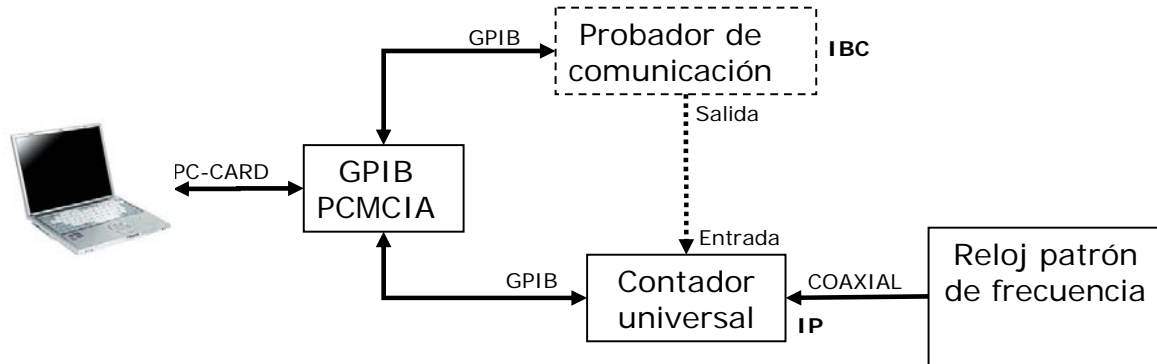 GPIB
Probador de
comunicación
IBC
Salida
PC-CARD
GPIB
PCMCIA
Entrada
GPIB
Contador
universal
IP
COAXIAL
Reloj patrón
de frecuencia